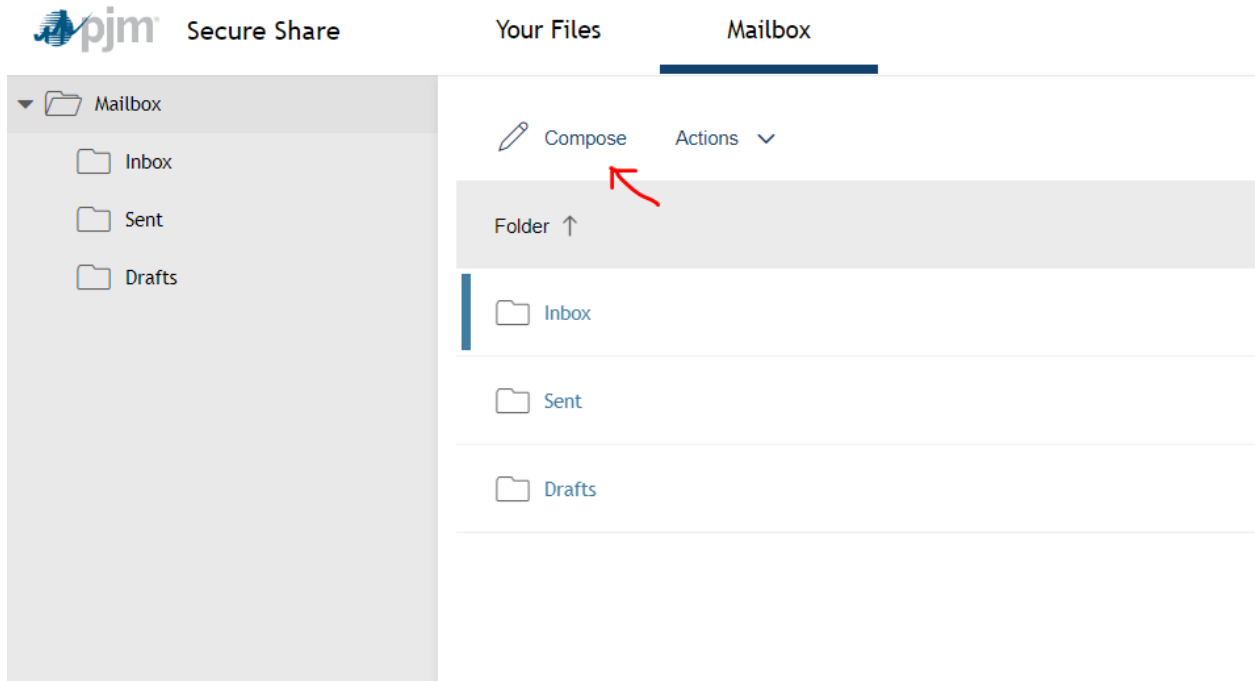 pjm Secure Share
Your Files
Mailbox
Mailbox
Inbox
Sent
Drafts
Compose
Actions
Folder
Inbox
Sent
Drafts